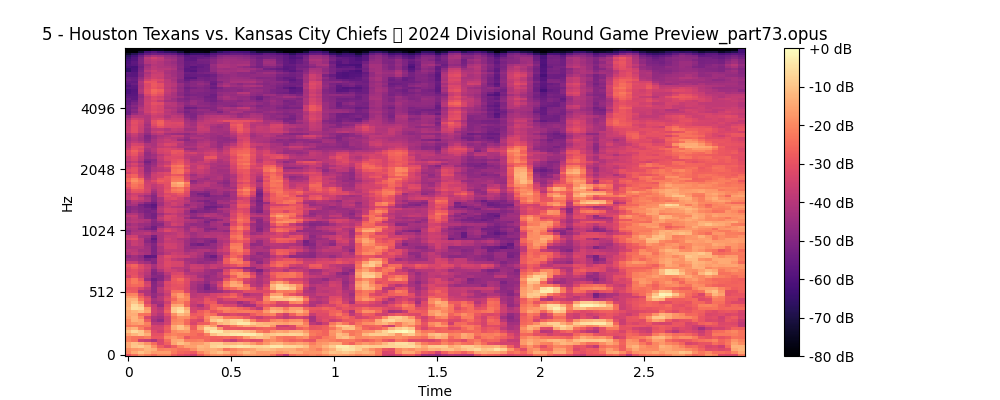 5 - Houston Texans vs. Kansas City Chiefs ▯ 2024 Divisional Round Game Preview_part73.opus
+0 dB
-10 dB
-20 dB
-30 dB
-40 dB
-50 dB
-60 dB
-70 dB
-80 dB
4096
2048
1024
512
0
Hz
0 0.5 1 1.5 2 2.5
Time